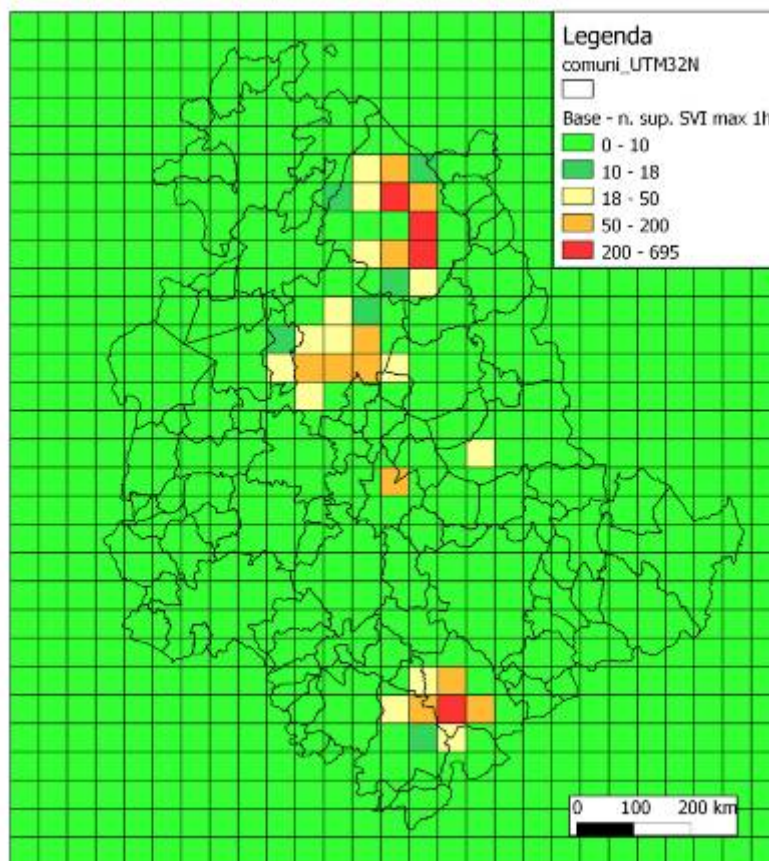 Legenda
comuni_UTM32N
Base - n. sup. SVI max 1h
0 - 10
10 - 18
18 - 50
50 - 200
200 - 695
0 100 200 km